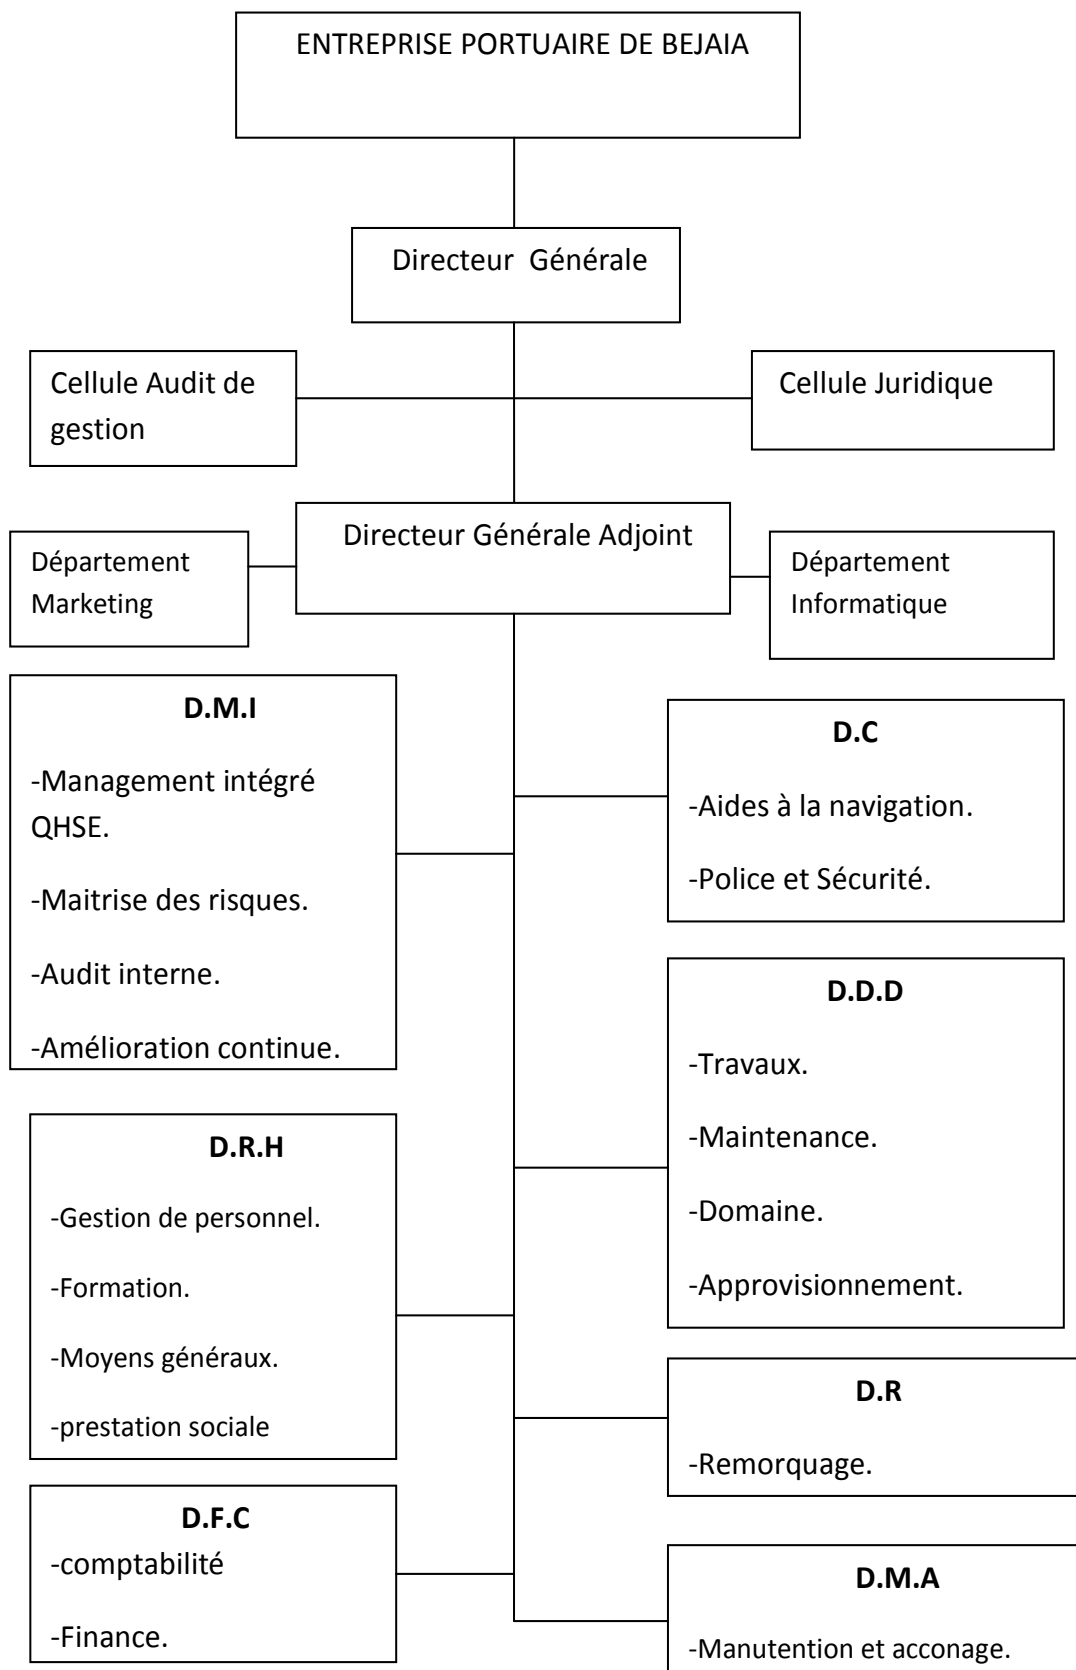 ENTREPRISE PORTUAIRE DE BEJAIA
Directeur Générale
Cellule Audit de
gestion
Cellule Juridique
Directeur Générale Adjoint
Département
Marketing
Département
Informatique
D.M.I
-Management intégré
QHSE.
-Maitrise des risques.
-Audit interne.
-Amélioration continue.
D.C
-Aides à la navigation.
-Police et Sécurité.
D.D.D
-Travaux.
-Maintenance.
-Domaine.
-Approvisionnement.
D.R.H
-Gestion de personnel.
-Formation.
-Moyens généraux.
-prestation sociale
D.R
-Remorquage.
D.F.C
-comptabilité
-Finance.
D.M.A
-Manutention et acconage.